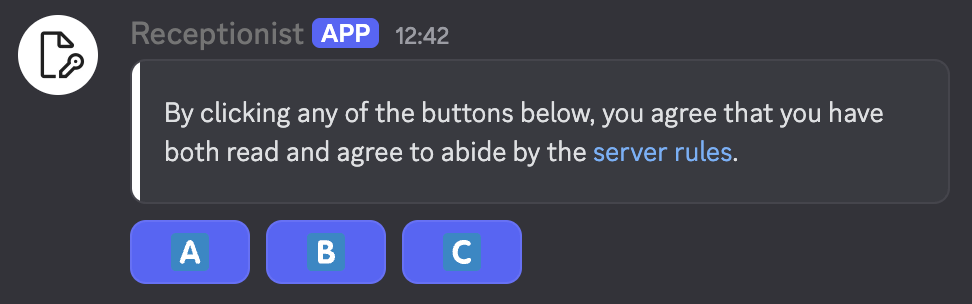 Receptionist APP 12:42
By clicking any of the buttons below, you agree that you have
both read and agree to abide by the server rules.
A B C